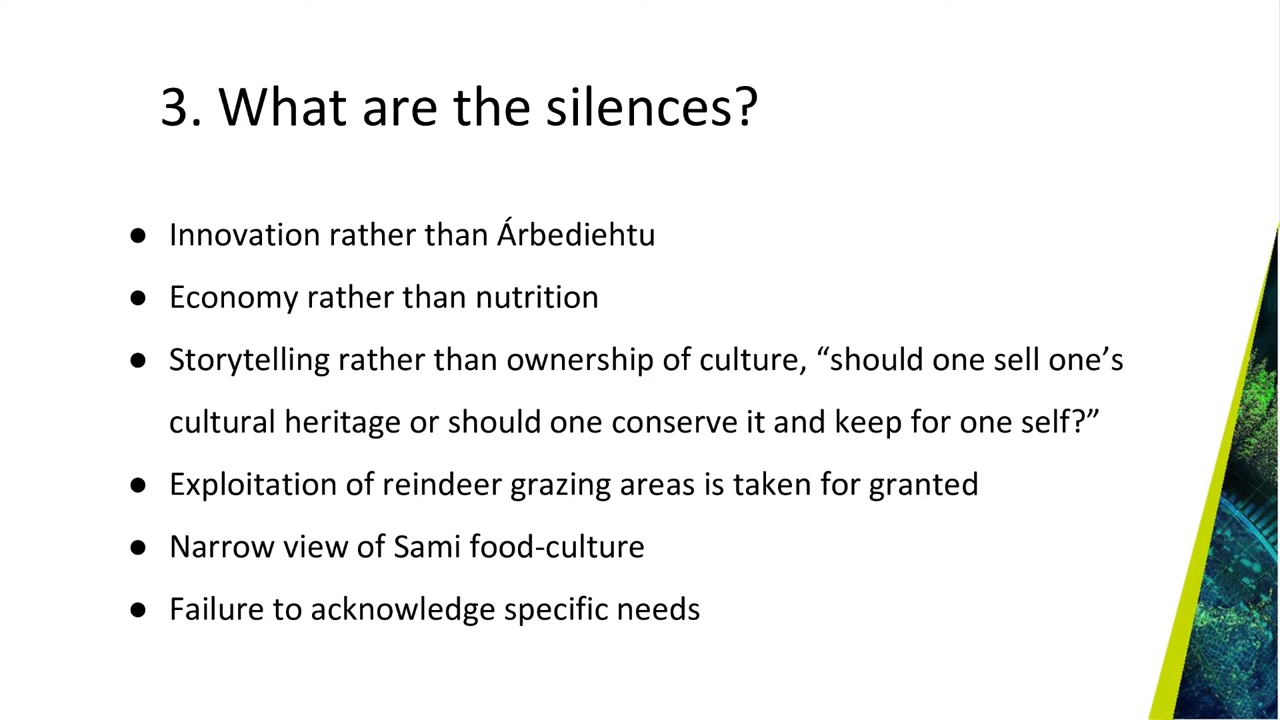 3. What are the silences?
● Innovation rather than Árbediehtu
● Economy rather than nutrition
● Storytelling rather than ownership of culture, “should one sell one’s
cultural heritage or should one conserve it and keep for one self?”
● Exploitation of reindeer grazing areas is taken for granted
● Narrow view of Sami food-culture
● Failure to acknowledge specific needs